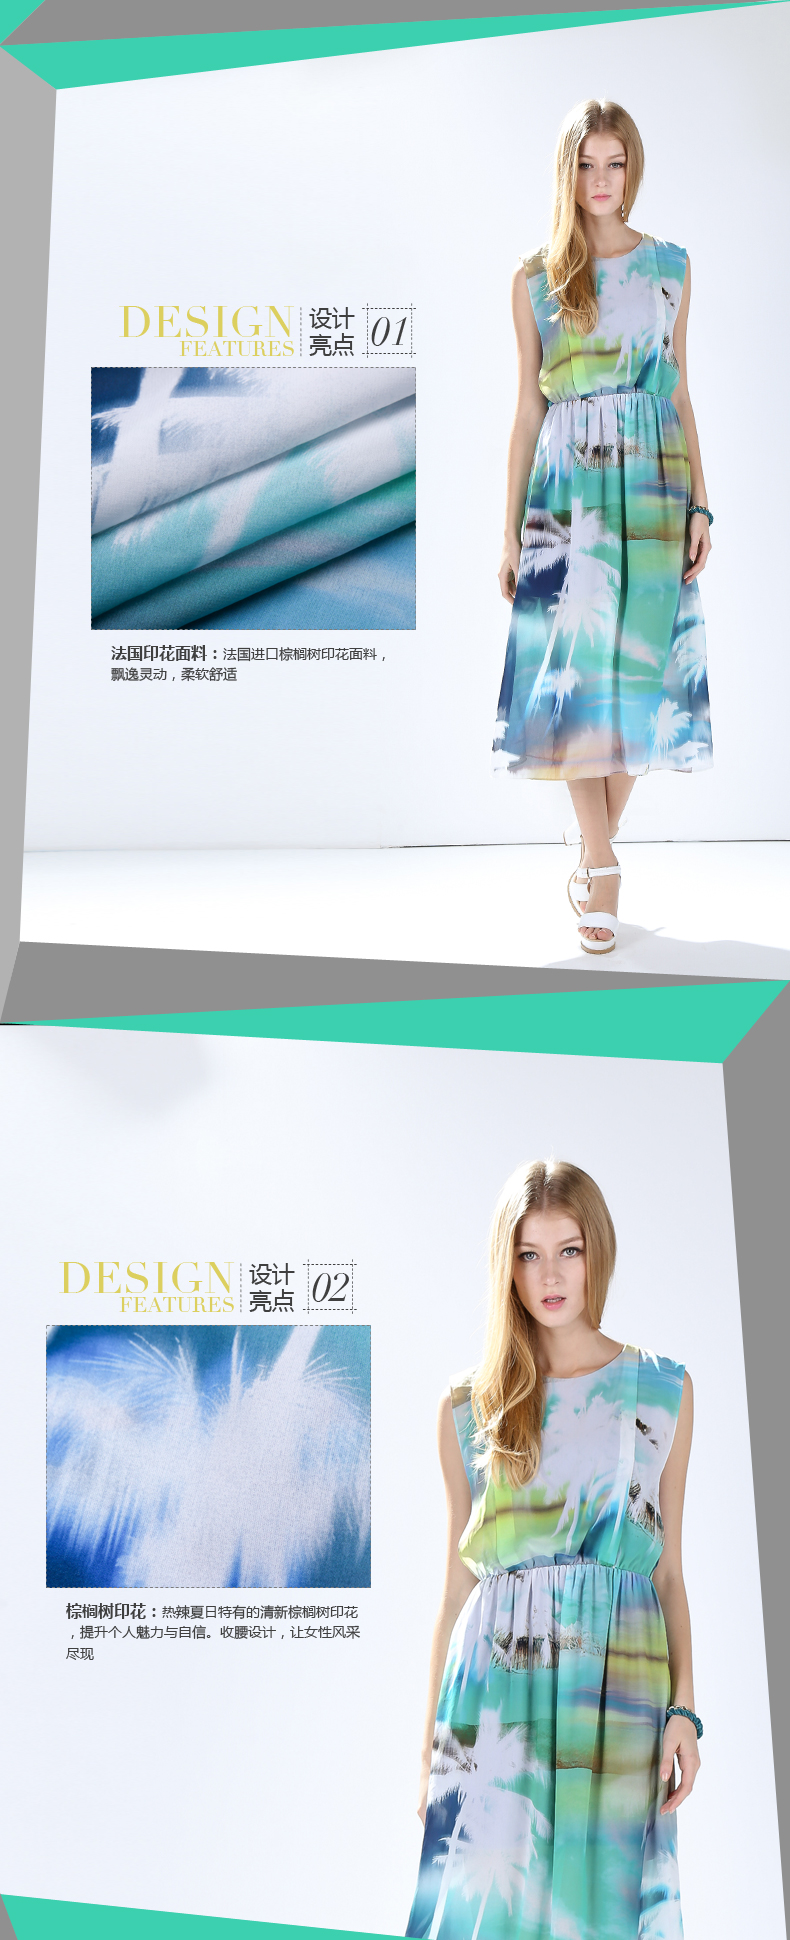 DESIGN
FEATURES
设计
亮点
01
法国印花面料：法国进口棕榈树印花面料，
飘逸灵动，柔软舒适
DESIGN
FEATURES
设计
亮点
02
棕榈树印花：热辣夏日特有的清新棕榈树印花
，提升个人魅力与自信。收腰设计，让女性风采
尽现